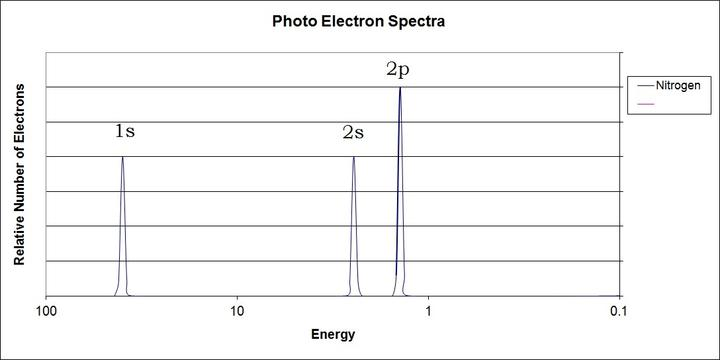 Photo Electron Spectra
2p
1s
2s
Nitrogen
Relative Number of Electrons
100
10
1
0.1
Energy